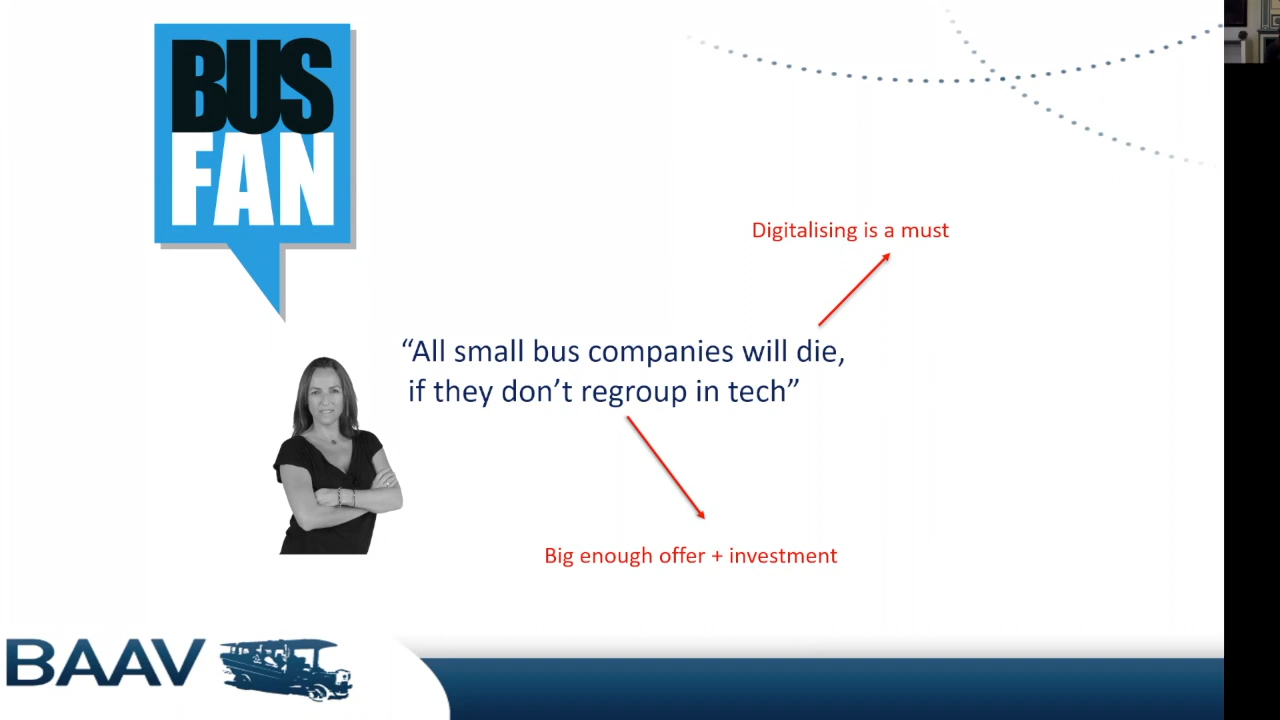 BUS
FAN
Digitalising is a must
“All small bus companies will die,
if they don’t regroup in tech”
Big enough offer + investment
BAAV